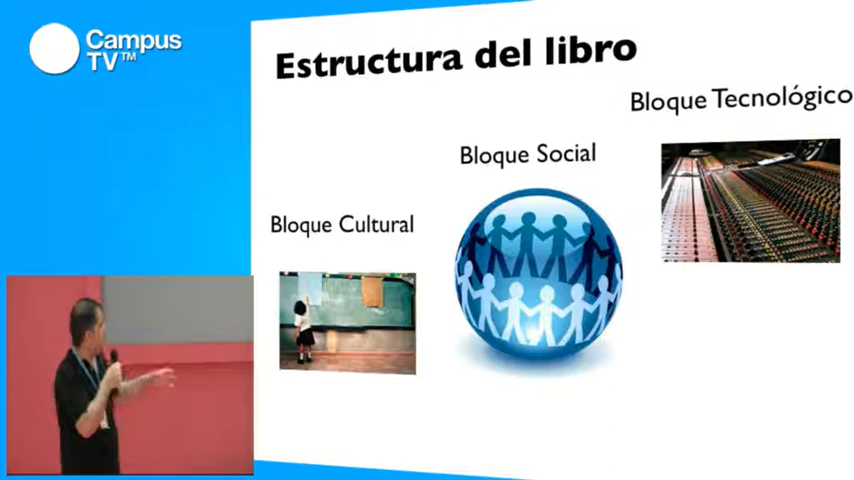 Campus
TV™
Estructura del libro
Bloque Tecnológico
Bloque Social
Bloque Cultural